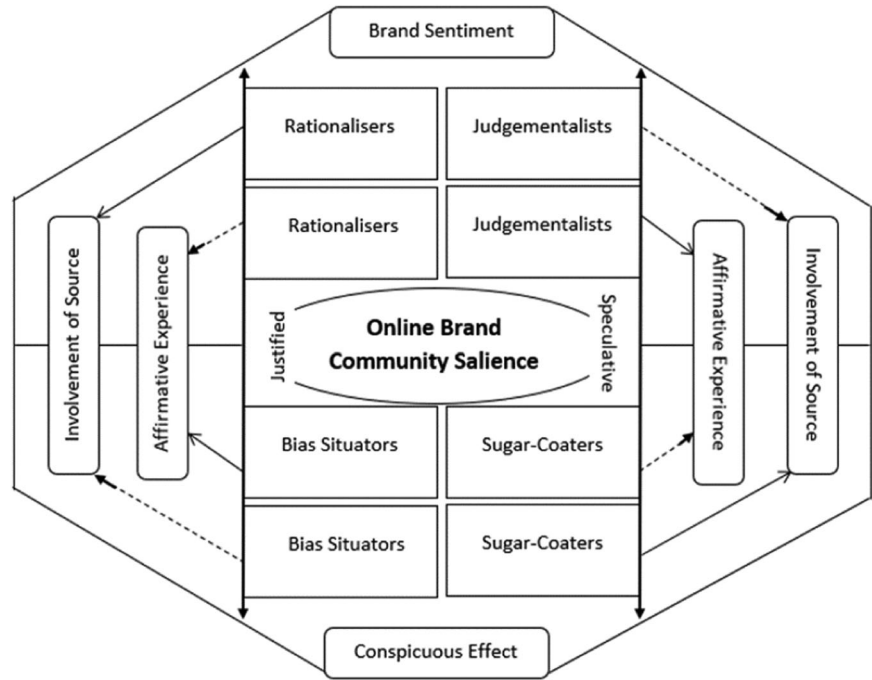 Brand Sentiment
Rationalisers
Judgementalists
Rationalisers
Judgementalists
Involvement of Source
Affirmative Experience
Justified
Online Brand
Community Salience
Speculative
Affirmative Experience
Involvement of Source
Bias Situators
Sugar-Coaters
Bias Situators
Sugar-Coaters
Conspicuous Effect